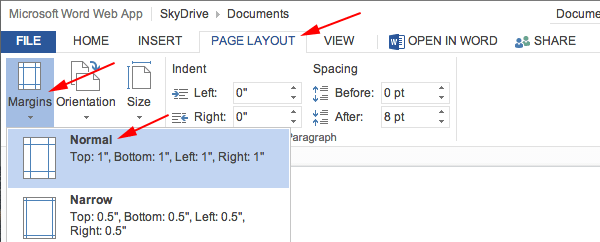 Microsoft Word Web App SkyDrive ▸ Documents Docume
FILE HOME INSERT PAGE LAYOUT VIEW OPEN IN WORD SHARE
Indent Spacing
Left: 0" Before: 0 pt
Margins Orientation Size
Right: 0" After: 8 pt
Paragraph
Normal
Top: 1", Bottom: 1", Left: 1", Right: 1"
Narrow
Top: 0.5", Bottom: 0.5", Left: 0.5",
Right: 0.5"